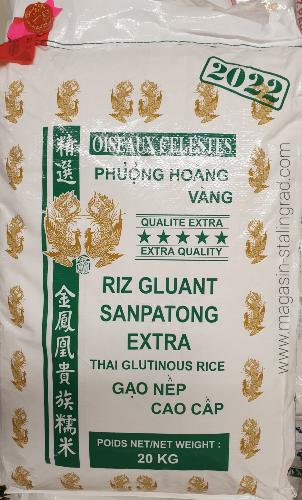 2022
OISEAUX CELESTES
PHƯỢNG HOANG
VÀNG
QUALITE EXTRA
★★★★★
EXTRA QUALITY
RIZ GLUANT
SANPATONG
EXTRA
THAI GLUTINOUS RICE
GẠO NẾP
CAO CẤP
POIDS NET/NET WEIGHT :
20 KG
精選
金鳳凰貴族糯米
www.magasin-stalingrad.com